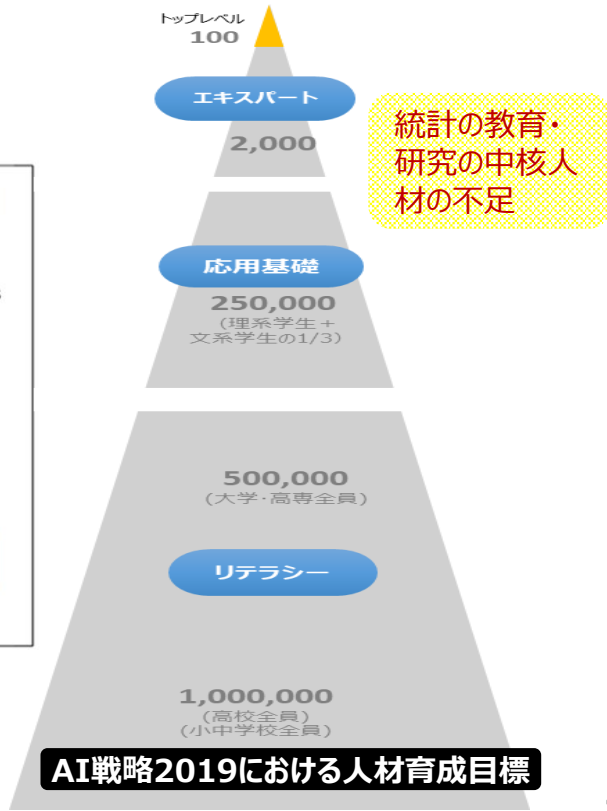 トップレベル
100
エキスパート
2,000
統計の教育・
研究の中核人
材の不足
応用基礎
250,000
(理系学生＋
文系学生の1/3)
500,000
(大学・高専全員)
リテラシー
1,000,000
(高校全員)
(小中学校全員)
AI戦略2019における人材育成目標